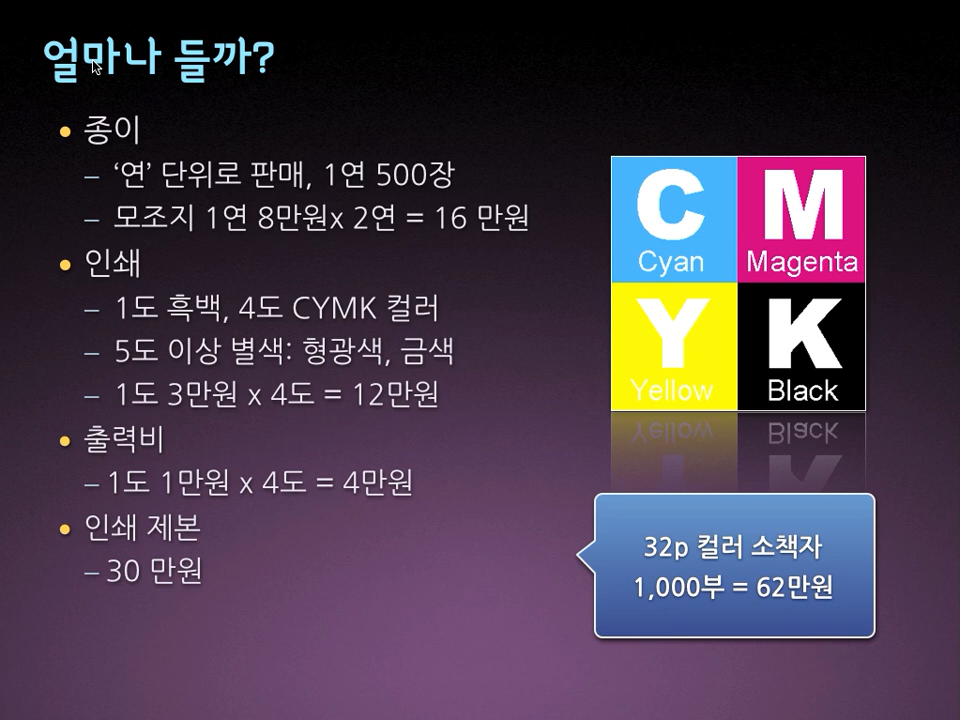 얼마나 들까?
• 종이
– ‘연’ 단위로 판매, 1연 500장
– 모조지 1연 8만원x 2연 = 16 만원
• 인쇄
– 1도 흑백, 4도 CYMK 컬러
– 5도 이상 별색: 형광색, 금색
– 1도 3만원 x 4도 = 12만원
• 출력비
– 1도 1만원 x 4도 = 4만원
• 인쇄 제본
– 30 만원
C M
Cyan Magenta
Y K
Yellow Black
32p 컬러 소책자
1,000부 = 62만원